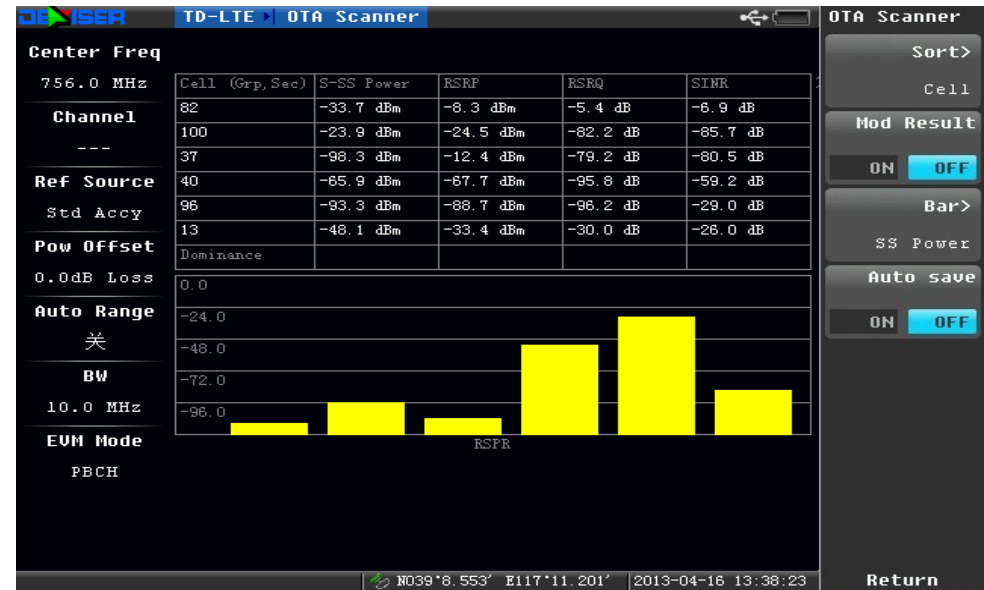 DEVISER TD-LTE OTA Scanner
OTA Scanner
Center Freq
756.0 MHz
Channel
---
Ref Source
Std Accy
Pow Offset
0.0dB Loss
Auto Range
关
BW
10.0 MHz
EVM Mode
PBCH
Cell (Grp,Sec) S-SS Power RSRP RSRQ SINR
82 -33.7 dBm -8.3 dBm -5.4 dB -6.9 dB
100 -23.9 dBm -24.5 dBm -82.2 dB -85.7 dB
37 -98.3 dBm -12.4 dBm -79.2 dB -80.5 dB
40 -65.9 dBm -67.7 dBm -95.8 dB -59.2 dB
96 -93.3 dBm -88.7 dBm -96.2 dB -29.0 dB
13 -48.1 dBm -33.4 dBm -30.0 dB -26.0 dB
Dominance
0.0
-24.0
-48.0
-72.0
-96.0
RSPR
Sort>
Cell
Mod Result
ON OFF
Bar>
SS Power
Auto save
ON OFF
N039°8.553′ E117°11.201′ 2013-04-16 13:38:23
Return